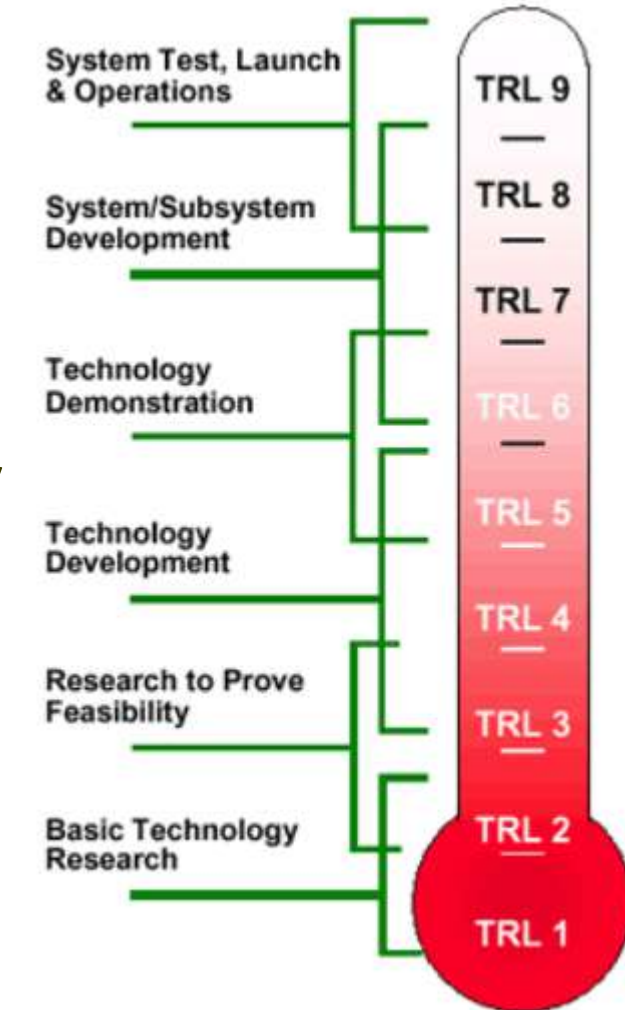 System Test, Launch
& Operations
System/Subsystem
Development
Technology
Demonstration
Technology
Development
Research to Prove
Feasibility
Basic Technology
Research
TRL 9
TRL 8
TRL 7
TRL 6
TRL 5
TRL 4
TRL 3
TRL 2
TRL 1